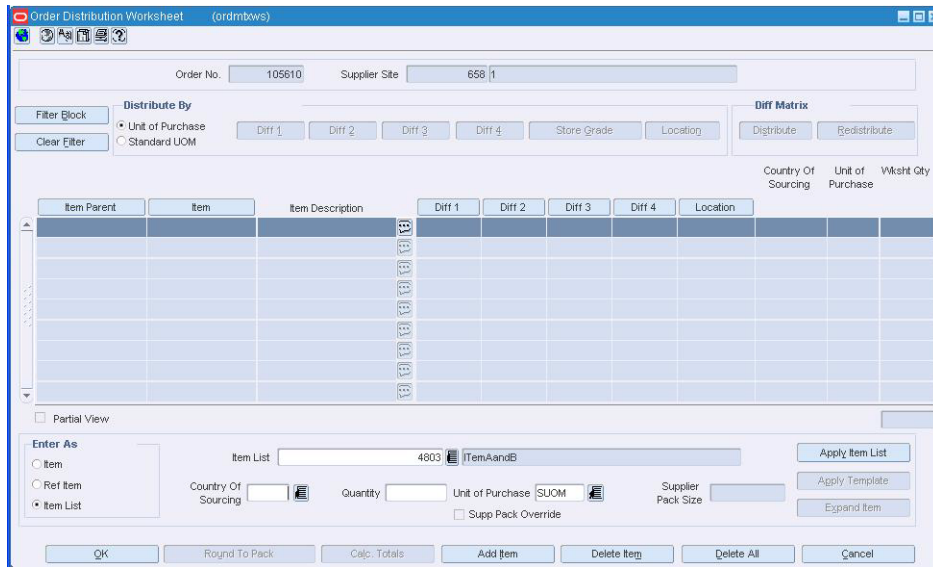 Order Distribution Worksheet (ordmtxws)
Order No. 105610 Supplier Site 658 1
Filter Block
Clear Filter
Distribute By
Unit of Purchase
Standard UOM
Diff 1 Diff 2 Diff 3 Diff 4 Store Grade Location
Diff Matrix
Distribute Redistribute
Country Of Sourcing Unit of Purchase Wksht Qty
Item Parent Item Item Description Diff 1 Diff 2 Diff 3 Diff 4 Location
Partial View
Enter As
Item
Ref Item
Item List
Item List 4803 ITemAandB
Country Of Sourcing Quantity Unit of Purchase SUOM Supplier Pack Size
Supp Pack Override
Apply Item List
Apply Template
Expand Item
OK Round To Pack Calc. Totals Add Item Delete Item Delete All Cancel